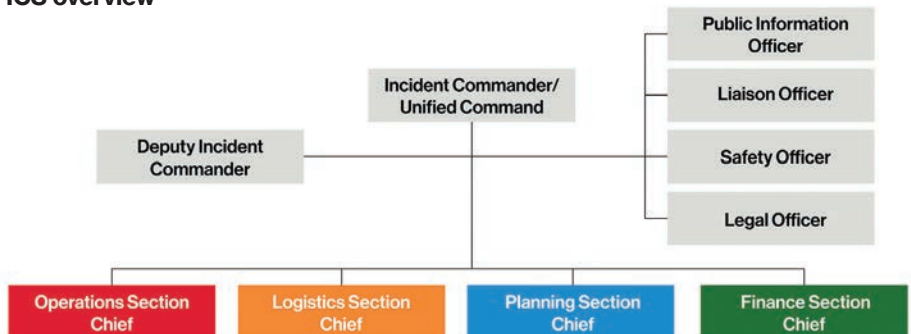 ICS overview
Public Information
Officer
Incident Commander/
Unified Command
Liaison Officer
Deputy Incident
Commander
Safety Officer
Legal Officer
Operations Section
Chief
Logistics Section
Chief
Planning Section
Chief
Finance Section
Chief